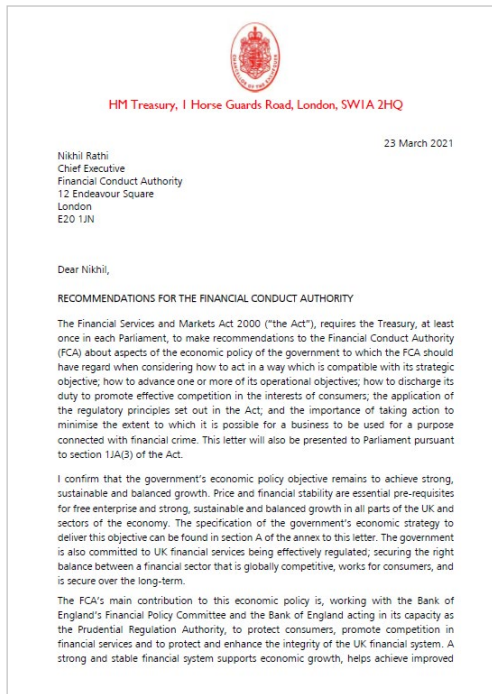 HM Treasury, 1 Horse Guards Road, London, SW1A 2HQ
23 March 2021
Nikhil Rathi
Chief Executive
Financial Conduct Authority
12 Endeavour Square
London
E20 1JN
Dear Nikhil,
RECOMMENDATIONS FOR THE FINANCIAL CONDUCT AUTHORITY
The Financial Services and Markets Act 2000 ("the Act"), requires the Treasury, at least
once in each Parliament, to make recommendations to the Financial Conduct Authority
(FCA) about aspects of the economic policy of the government to which the FCA should
have regard when considering how to act in a way which is compatible with its strategic
objective; how to advance one or more of its operational objectives; how to discharge its
duty to promote effective competition in the interests of consumers; the application of
the regulatory principles set out in the Act; and the importance of taking action to
minimise the extent to which it is possible for a business to be used for a purpose
connected with financial crime. This letter will also be presented to Parliament pursuant
to section 1JA(3) of the Act.
I confirm that the government's economic policy objective remains to achieve strong,
sustainable and balanced growth. Price and financial stability are essential pre-requisites
for free enterprise and strong, sustainable and balanced growth in all parts of the UK and
sectors of the economy. The specification of the government's economic strategy to
deliver this objective can be found in section A of the annex to this letter. The government
is also committed to UK financial services being effectively regulated; securing the right
balance between a financial sector that is globally competitive, works for consumers, and
is secure over the long-term.
The FCA's main contribution to this economic policy is, working with the Bank of
England's Financial Policy Committee and the Bank of England acting in its capacity as
the Prudential Regulation Authority, to protect consumers, promote competition in
financial services and to protect and enhance the integrity of the UK financial system. A
strong and stable financial system supports economic growth, helps achieve improved